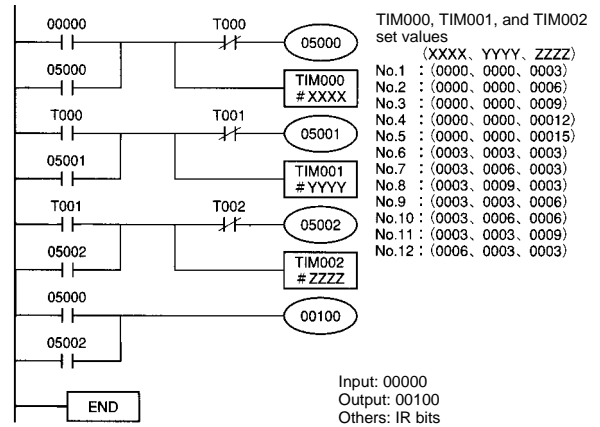 00000 T000
05000
05000
TIM000
# XXXX
T000 T001
05001
05001
TIM001
# YYYY
T001 T002
05002
05002
TIM002
# ZZZZ
05000
00100
05002
END
TIM000, TIM001, and TIM002
set values
(XXXX、YYYY、ZZZZ)
No.1 : (0000、0000、0003)
No.2 : (0000、0000、0006)
No.3 : (0000、0000、0009)
No.4 : (0000、0000、00012)
No.5 : (0000、0000、00015)
No.6 : (0003、0003、0003)
No.7 : (0003、0006、0003)
No.8 : (0003、0009、0003)
No.9 : (0003、0003、0006)
No.10 : (0003、0006、0006)
No.11 : (0003、0003、0009)
No.12 : (0006、0003、0003)
Input: 00000
Output: 00100
Others: IR bits